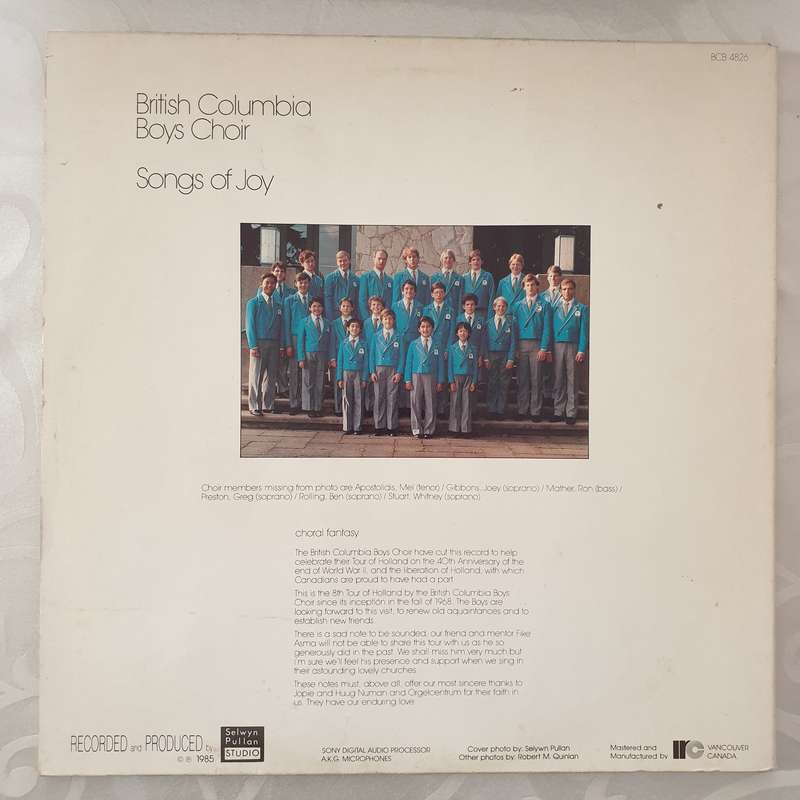 BCB 4826
British Columbia
Boys Choir
Songs of Joy
Choir members missing from photo are Apostolidis, Mel (tenor) / Gibbons, Joey (soprano) / Mather, Ron (bass) /
Preston, Greg (soprano) / Rolling, Ben (soprano) / Stuart, Whitney (soprano)
choral fantasy
The British Columbia Boys Choir have cut this record to help
celebrate their Tour of Holland on the 40th Anniversary of the
end of World War II, and the liberation of Holland, with which
Canadians are proud to have had a part.
This is the 8th Tour of Holland by the British Columbia Boys
Choir since its inception in the fall of 1968. The Boys are
looking forward to this visit, to renew old aquaintances and to
establish new friends.
There is a sad note to be sounded, our friend and mentor Fike
Asma will not be able to share this tour with us as he so
generously did in the past. We shall miss him very much but
i'm sure we'll feel his presence and support when we sing in
their astounding lovely churches.
These notes must, above all, offer our most sincere thanks to
Jopie and Huug Numan and Orgelcentrum for their faith in
us. They have our enduring love.
RECORDED and PRODUCED by
© ℗ 1985
Selwyn
Pullan
STUDIO
SONY DIGITAL AUDIO PROCESSOR
A.K.G. MICROPHONES
Cover photo by: Selwyn Pullan
Other photos by: Robert M. Quinlan
Mastered and
Manufactured by
irc
VANCOUVER
CANADA